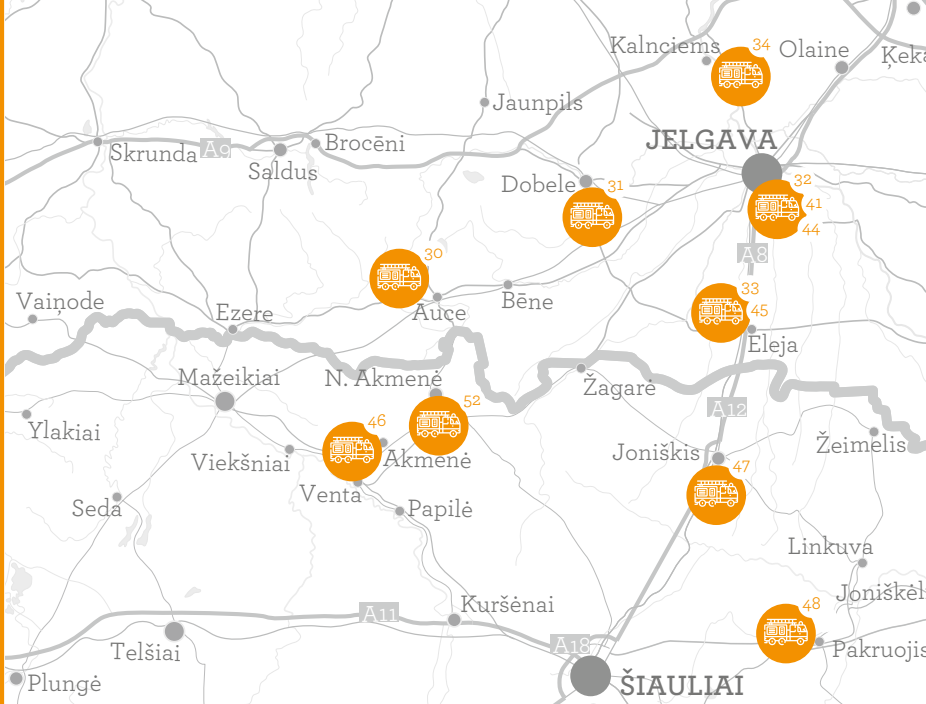 Kalnciems
34
Olaine
Jaunpils
JELGAVA
Skrunda
A9
Brocēni
Saldus
Dobele
31
32
41
44
A8
30
Vaiņode
Ezere
Auce
Bēne
33
45
Eleja
Mažeikiai
N. Akmenė
Žagarė
A12
Ylakiai
46
52
Viekšniai
Akmenė
Joniškis
47
Žeimelis
Seda
Venta
Papilė
Linkuva
A11
Kuršėnai
48
Telšiai
A18
Pakruojis
Plungė
ŠIAULIAI